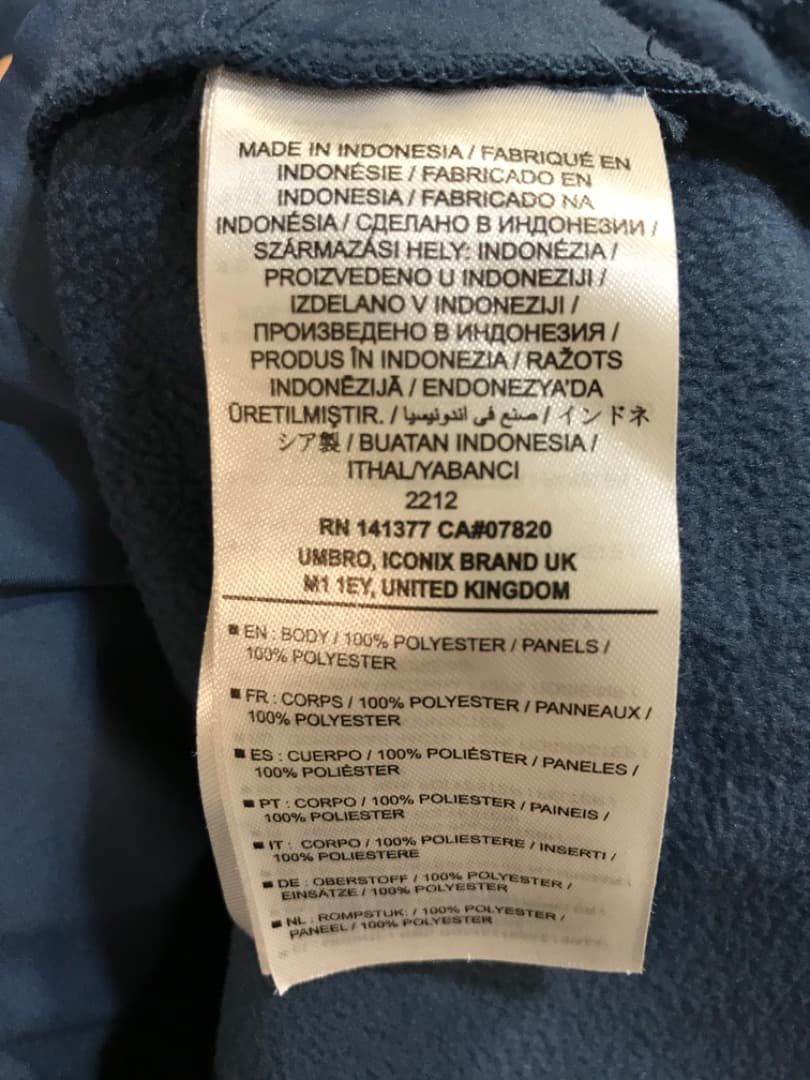 MADE IN INDONESIA / FABRIQUÉ EN
INDONÉSIE / FABRICADO EN
INDONESIA / FABRICADO NA
INDONÉSIA / СДЕЛАНО В ИНДОНЕЗИИ /
SZÁRMAZÁSI HELY: INDONÉZIA /
PROIZVEDENO U INDONEZIJI /
IZDELANO V INDONEZIJI /
ПРОИЗВЕДЕНО В ИНДОНЕЗИЯ /
PRODUS ÎN INDONEZIA / RAŽOTS
INDONĒZIJĀ / ENDONEZYA'DA
ÜRETILMIŞTIR. / صنع في اندونيسيا / インドネ
シア製 / BUATAN INDONESIA /
ITHAL/YABANCI
2212
RN 141377 CA#07820
UMBRO, ICONIX BRAND UK
M1 1EY, UNITED KINGDOM
■ EN : BODY / 100% POLYESTER / PANELS /
100% POLYESTER
■ FR : CORPS / 100% POLYESTER / PANNEAUX /
100% POLYESTER
■ ES : CUERPO / 100% POLIÉSTER / PANELES /
100% POLIÉSTER
■ PT : CORPO / 100% POLIESTER / PAINEIS /
100% POLIESTER
■ IT : CORPO / 100% POLIESTERE / INSERTI /
100% POLIESTERE
■ DE : OBERSTOFF / 100% POLYESTER /
EINSÄTZE / 100% POLYESTER
■ NL : ROMPSTUK: / 100% POLYESTER /
PANEEL / 100% POLYESTER